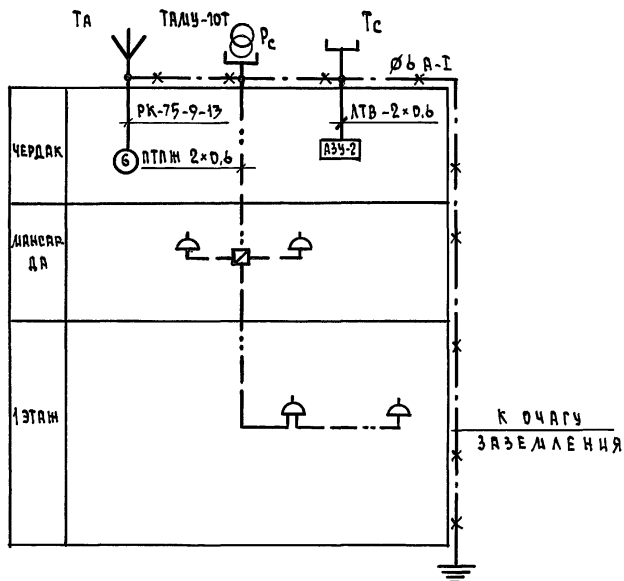 ТА ТАМУ-10Т РС ТС
Ø6 А-I
РК-75-9-13 ЛТВ-2×0,6
ЧЕРДАК 6 ПТПЖ 2×0,6 АЗУ-2
МАНСАР-
ДА
1 ЭТАЖ
К ОЧАГУ
ЗАЗЕМЛЕНИЯ